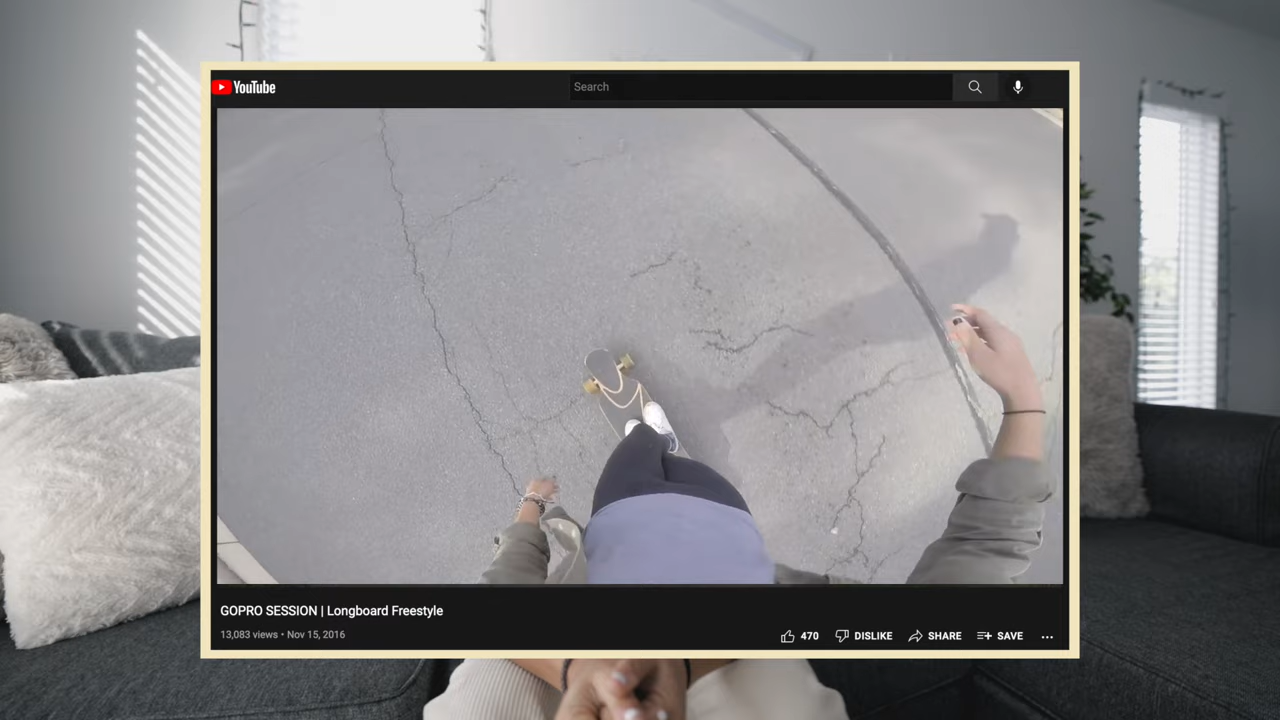 YouTube
Search
GOPRO SESSION | Longboard Freestyle
13,083 views • Nov 15, 2016
470 DISLIKE SHARE SAVE